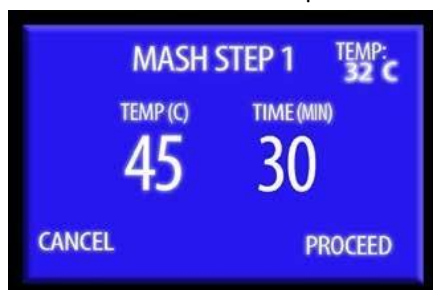 MASH STEP 1
TEMP:
32 C
TEMP (C)
TIME (MIN)
45
30
CANCEL
PROCEED